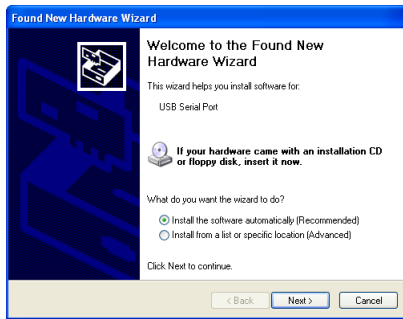 Found New Hardware Wizard
Welcome to the Found New
Hardware Wizard
This wizard helps you install software for:
USB Serial Port
If your hardware came with an installation CD
or floppy disk, insert it now.
What do you want the wizard to do?
Install the software automatically (Recommended)
Install from a list or specific location (Advanced)
Click Next to continue.
< Back
Next >
Cancel